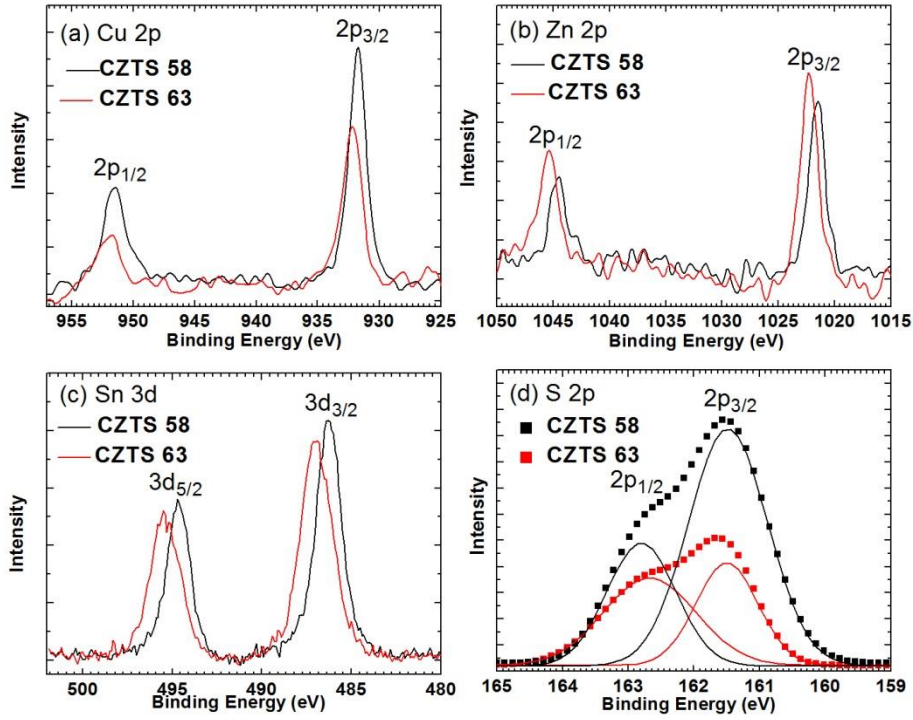 (a) Cu 2p
2p3/2
CZTS 58
CZTS 63
2p1/2
Intensity
955 950 945 940 935 930 925
Binding Energy (eV)
(b) Zn 2p
2p3/2
CZTS 58
CZTS 63
2p1/2
Intensity
1050 1045 1040 1035 1030 1025 1020 1015
Binding Energy (eV)
(c) Sn 3d
3d3/2
CZTS 58
CZTS 63
3d5/2
Intensity
500 495 490 485 480
Binding Energy (eV)
(d) S 2p
2p3/2
CZTS 58
CZTS 63
2p1/2
Intensity
165 164 163 162 161 160 159
Binding Energy (eV)